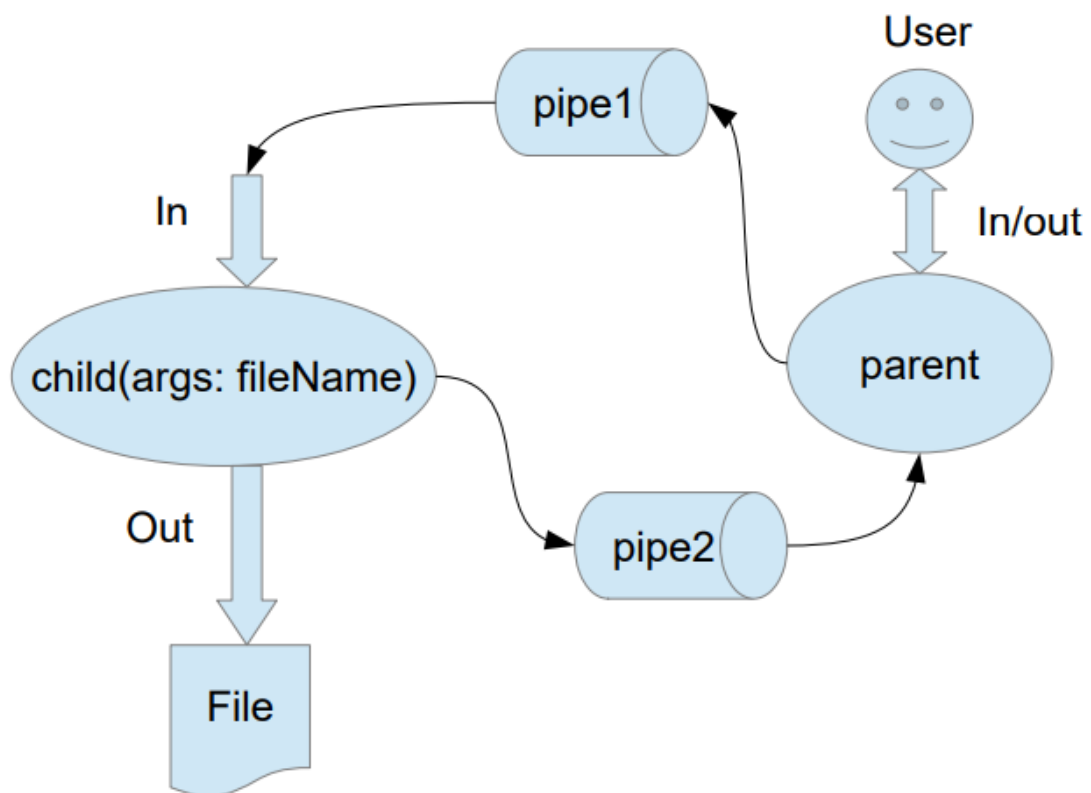 User
pipe1
In
In/out
child(args: fileName)
parent
Out
pipe2
File